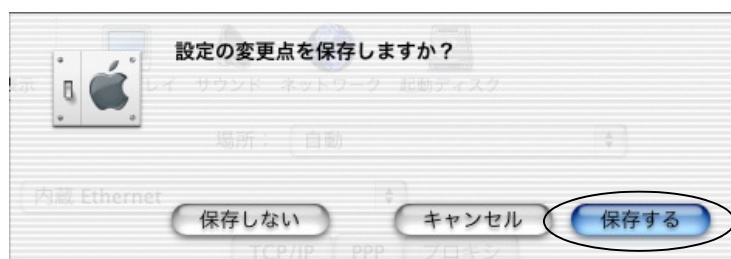 設定の変更点を保存しますか？
示
レイ サウンド ネットワーク 起動ディスク
場所： 自動
内蔵 Ethernet
保存しない キャンセル 保存する
TCP/IP PPP プロキシ